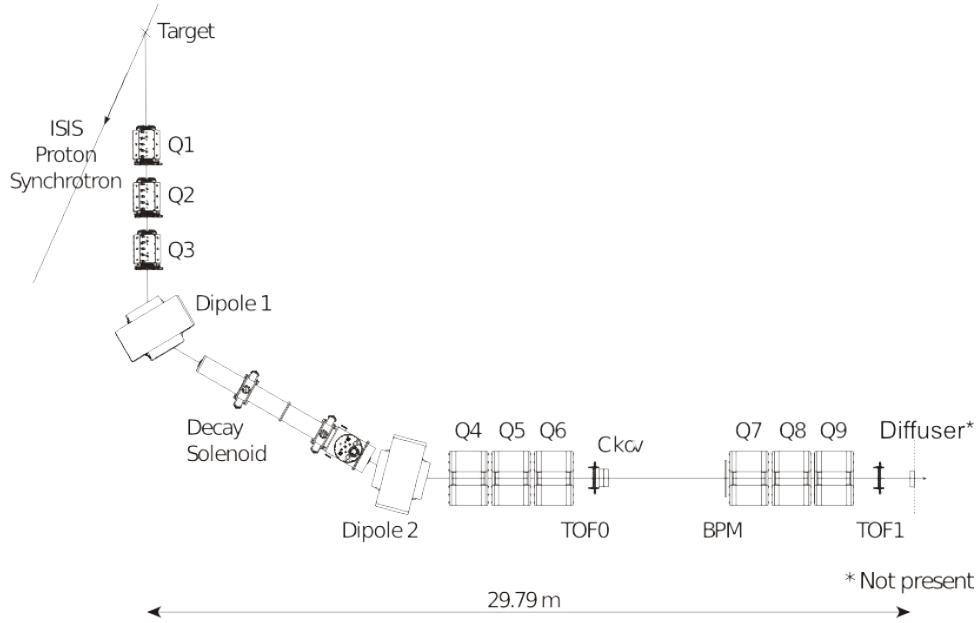 Target
ISIS
Proton
Synchrotron
Q1
Q2
Q3
Dipole 1
Decay
Solenoid
Dipole 2
Q4 Q5 Q6
Ckov
Q7 Q8 Q9
Diffuser*
TOF0
BPM
TOF1
* Not present
29.79 m